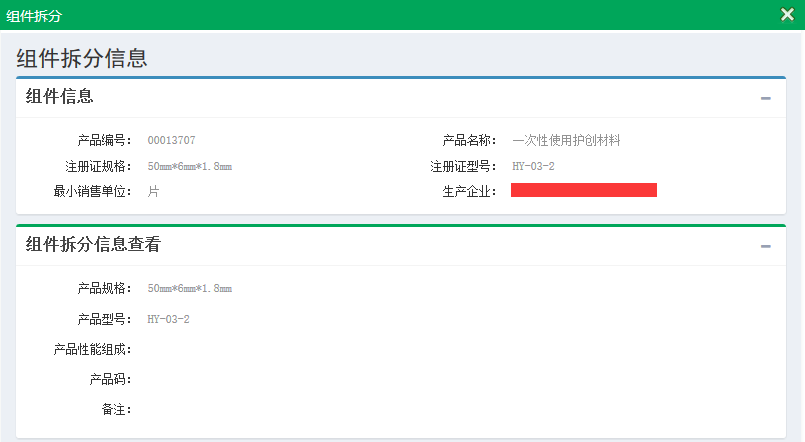 组件拆分
组件拆分信息
组件信息
产品编号： 00013707 产品名称： 一次性使用护创材料
注册证规格： 50mm*6mm*1.8mm 注册证型号： HY-03-2
最小销售单位： 片 生产企业：
组件拆分信息查看
产品规格： 50mm*6mm*1.8mm
产品型号： HY-03-2
产品性能组成：
产品码：
备注：